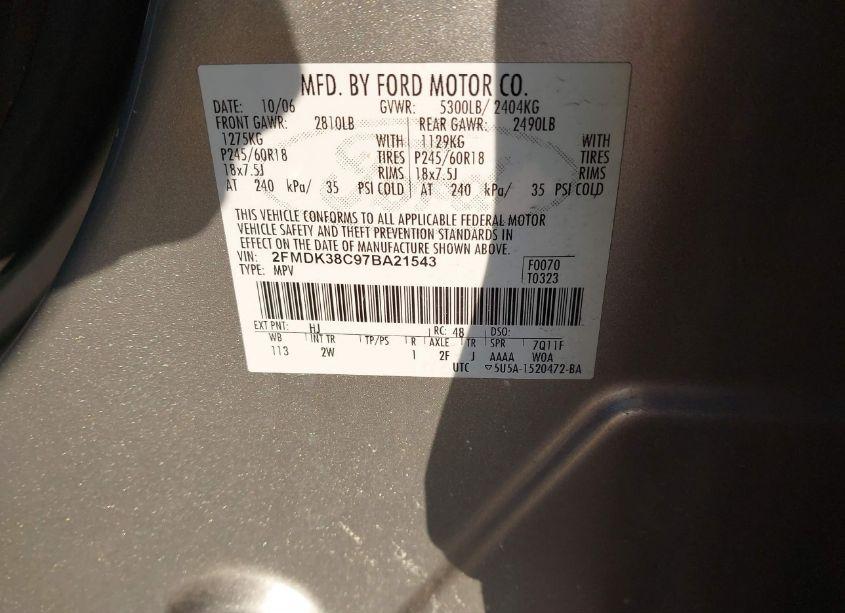 MFD. BY FORD MOTOR CO.
DATE: 10/06 GVWR: 5300LB/ 2404KG
FRONT GAWR: 2810LB REAR GAWR: 2490LB
1275KG WITH 1129KG WITH
P245/60R18 TIRES P245/60R18 TIRES
18x7.5J RIMS 18x7.5J RIMS
AT 240 kPa/ 35 PSI COLD AT 240 kPa/ 35 PSI COLD
THIS VEHICLE CONFORMS TO ALL APPLICABLE FEDERAL MOTOR
VEHICLE SAFETY AND THEFT PREVENTION STANDARDS IN
EFFECT ON THE DATE OF MANUFACTURE SHOWN ABOVE.
VIN: 2FMDK38C97BA21543 F0070
TYPE: MPV T0323
EXT PNT: HJ RC: 48 DSO:
WB INT TR TP/PS R AXLE TR SPR 7Q11F
113 2W 1 2F J AAAA W0A
UTC ▽5U5A-1520472-BA